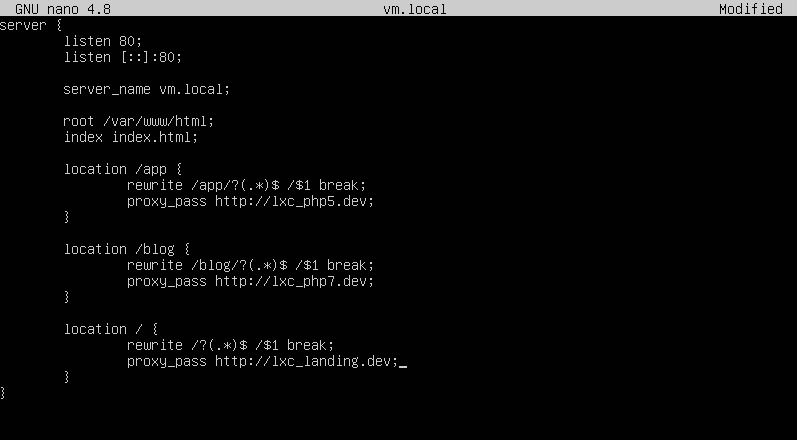 GNU nano 4.8 vm.local Modified
server {
listen 80;
listen [::]:80;
server_name vm.local;
root /var/www/html;
index index.html;
location /app {
rewrite /app/?(.*)$ /$1 break;
proxy_pass http://lxc_php5.dev;
}
location /blog {
rewrite /blog/?(.*)$ /$1 break;
proxy_pass http://lxc_php7.dev;
}
location / {
rewrite /?(.*)$ /$1 break;
proxy_pass http://lxc_landing.dev;
}
}